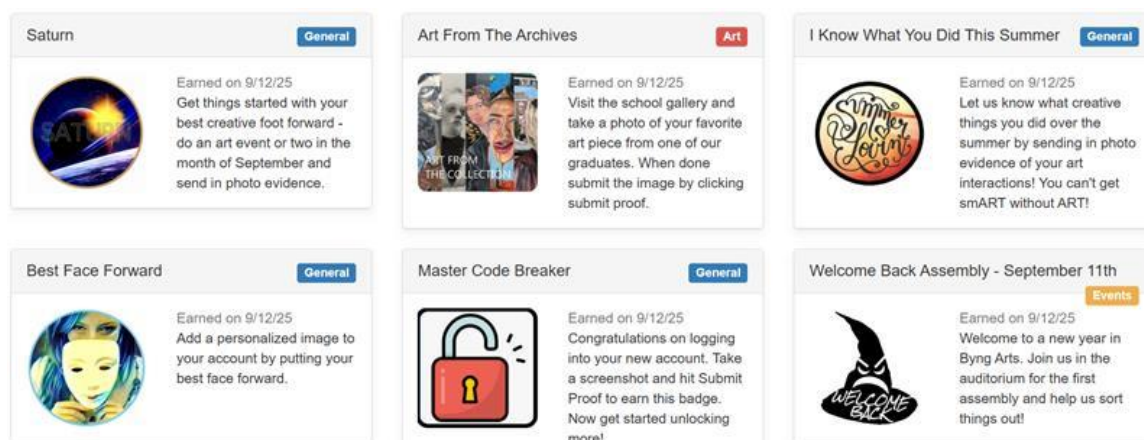 Saturn
General
SATURN
Earned on 9/12/25
Get things started with your
best creative foot forward -
do an art event or two in the
month of September and
send in photo evidence.
Art From The Archives
Art
ART FROM
THE COLLECTION
Earned on 9/12/25
Visit the school gallery and
take a photo of your favorite
art piece from one of our
graduates. When done
submit the image by clicking
submit proof.
I Know What You Did This Summer
General
Summer
Lovin
Earned on 9/12/25
Let us know what creative
things you did over the
summer by sending in photo
evidence of your art
interactions! You can't get
smART without ART!
Best Face Forward
General
Earned on 9/12/25
Add a personalized image to
your account by putting your
best face forward.
Master Code Breaker
General
Earned on 9/12/25
Congratulations on logging
into your new account. Take
a screenshot and hit Submit
Proof to earn this badge.
Now get started unlocking
more!
Welcome Back Assembly - September 11th
Events
WELCOME
BACK
Earned on 9/12/25
Welcome to a new year in
Byng Arts. Join us in the
auditorium for the first
assembly and help us sort
things out!